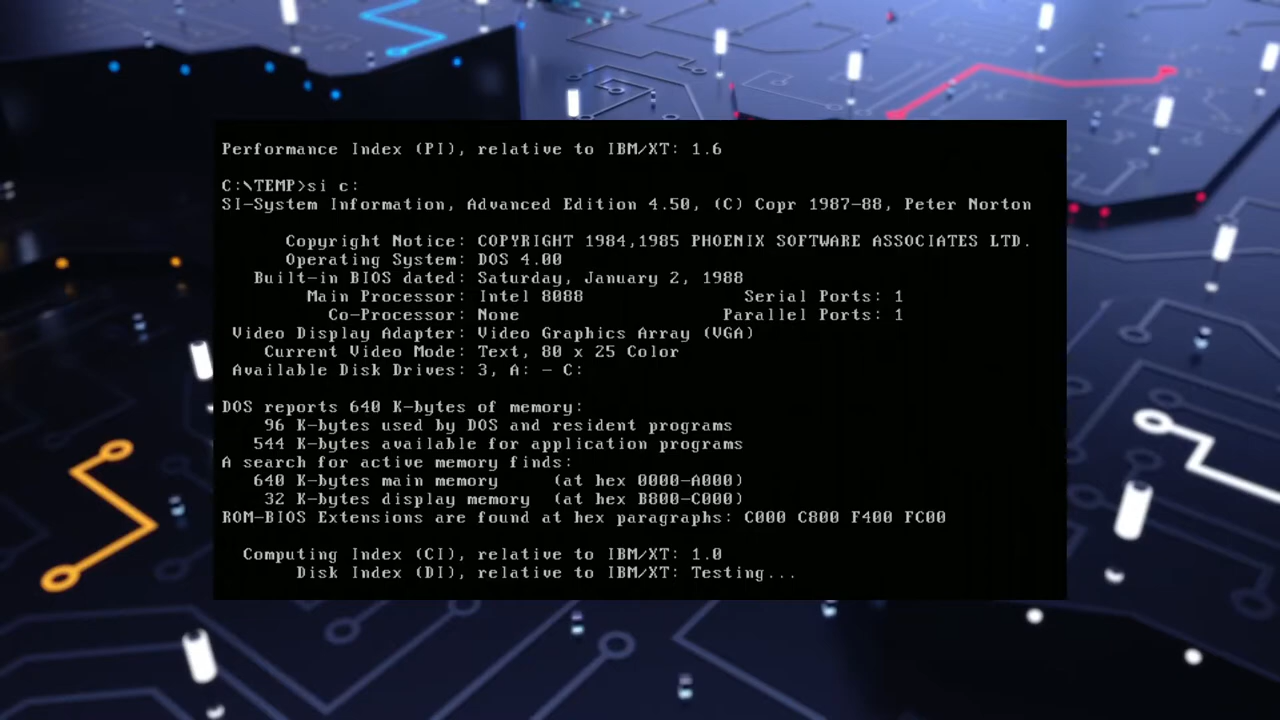 Performance Index (PI), relative to IBM/XT: 1.6
C:\TEMP>si c:
SI-System Information, Advanced Edition 4.50, (C) Copr 1987-88, Peter Norton
Copyright Notice: COPYRIGHT 1984,1985 PHOENIX SOFTWARE ASSOCIATES LTD.
Operating System: DOS 4.00
Built-in BIOS dated: Saturday, January 2, 1988
Main Processor: Intel 8088 Serial Ports: 1
Co-Processor: None Parallel Ports: 1
Video Display Adapter: Video Graphics Array (VGA)
Current Video Mode: Text, 80 x 25 Color
Available Disk Drives: 3, A: - C:
DOS reports 640 K-bytes of memory:
96 K-bytes used by DOS and resident programs
544 K-bytes available for application programs
A search for active memory finds:
640 K-bytes main memory (at hex 0000-A000)
32 K-bytes display memory (at hex B800-C000)
ROM-BIOS Extensions are found at hex paragraphs: C000 C800 F400 FC00
Computing Index (CI), relative to IBM/XT: 1.0
Disk Index (DI), relative to IBM/XT: Testing...